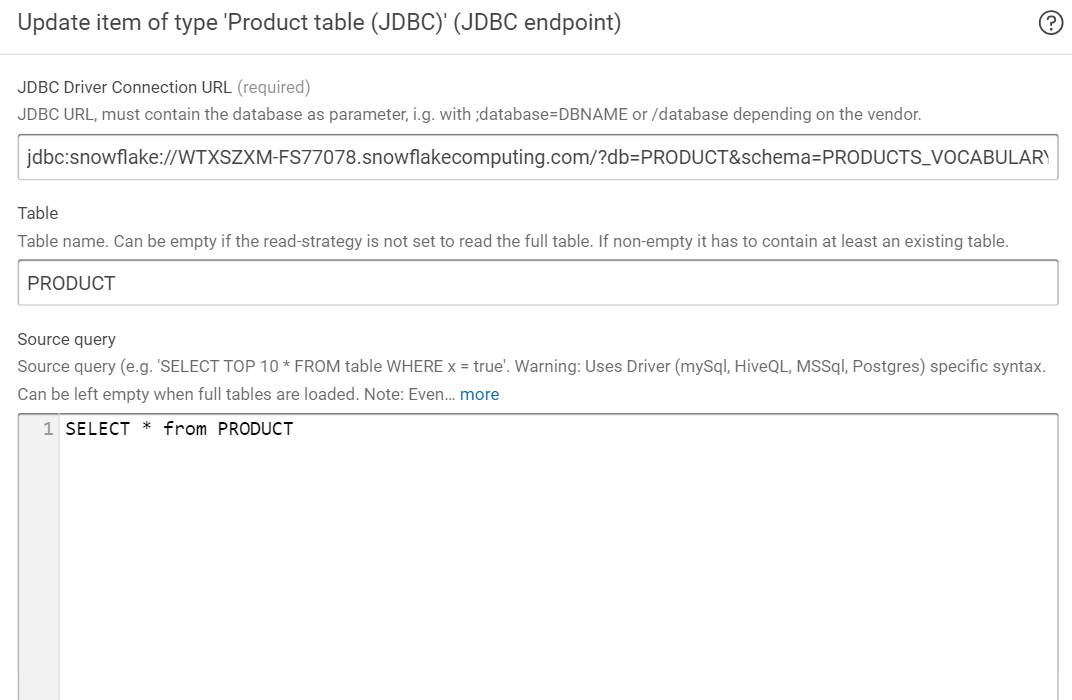 Update item of type 'Product table (JDBC)' (JDBC endpoint)
?
JDBC Driver Connection URL (required)
JDBC URL, must contain the database as parameter, i.g. with ;database=DBNAME or /database depending on the vendor.
jdbc:snowflake://WTXSZXM-FS77078.snowflakecomputing.com/?db=PRODUCT&schema=PRODUCTS_VOCABULARY
Table
Table name. Can be empty if the read-strategy is not set to read the full table. If non-empty it has to contain at least an existing table.
PRODUCT
Source query
Source query (e.g. 'SELECT TOP 10 * FROM table WHERE x = true'. Warning: Uses Driver (mySql, HiveQL, MSSql, Postgres) specific syntax.
Can be left empty when full tables are loaded. Note: Even... more
1 SELECT * from PRODUCT